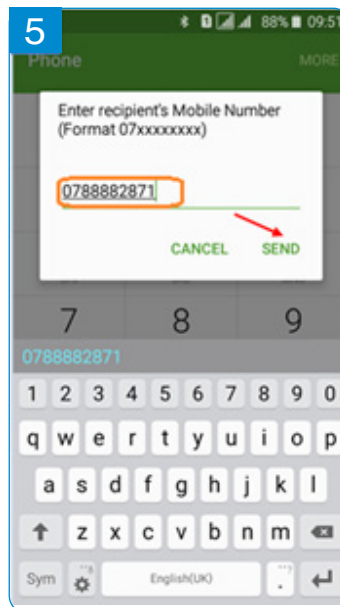 5
88% 09:51
Phone MORE
Enter recipient's Mobile Number
(Format 07xxxxxxxx)
0788882871
CANCEL SEND
7 8 9
0788882871
1 2 3 4 5 6 7 8 9 0
q w e r t y u i o p
a s d f g h j k l
z x c v b n m
Sym English(UK) .